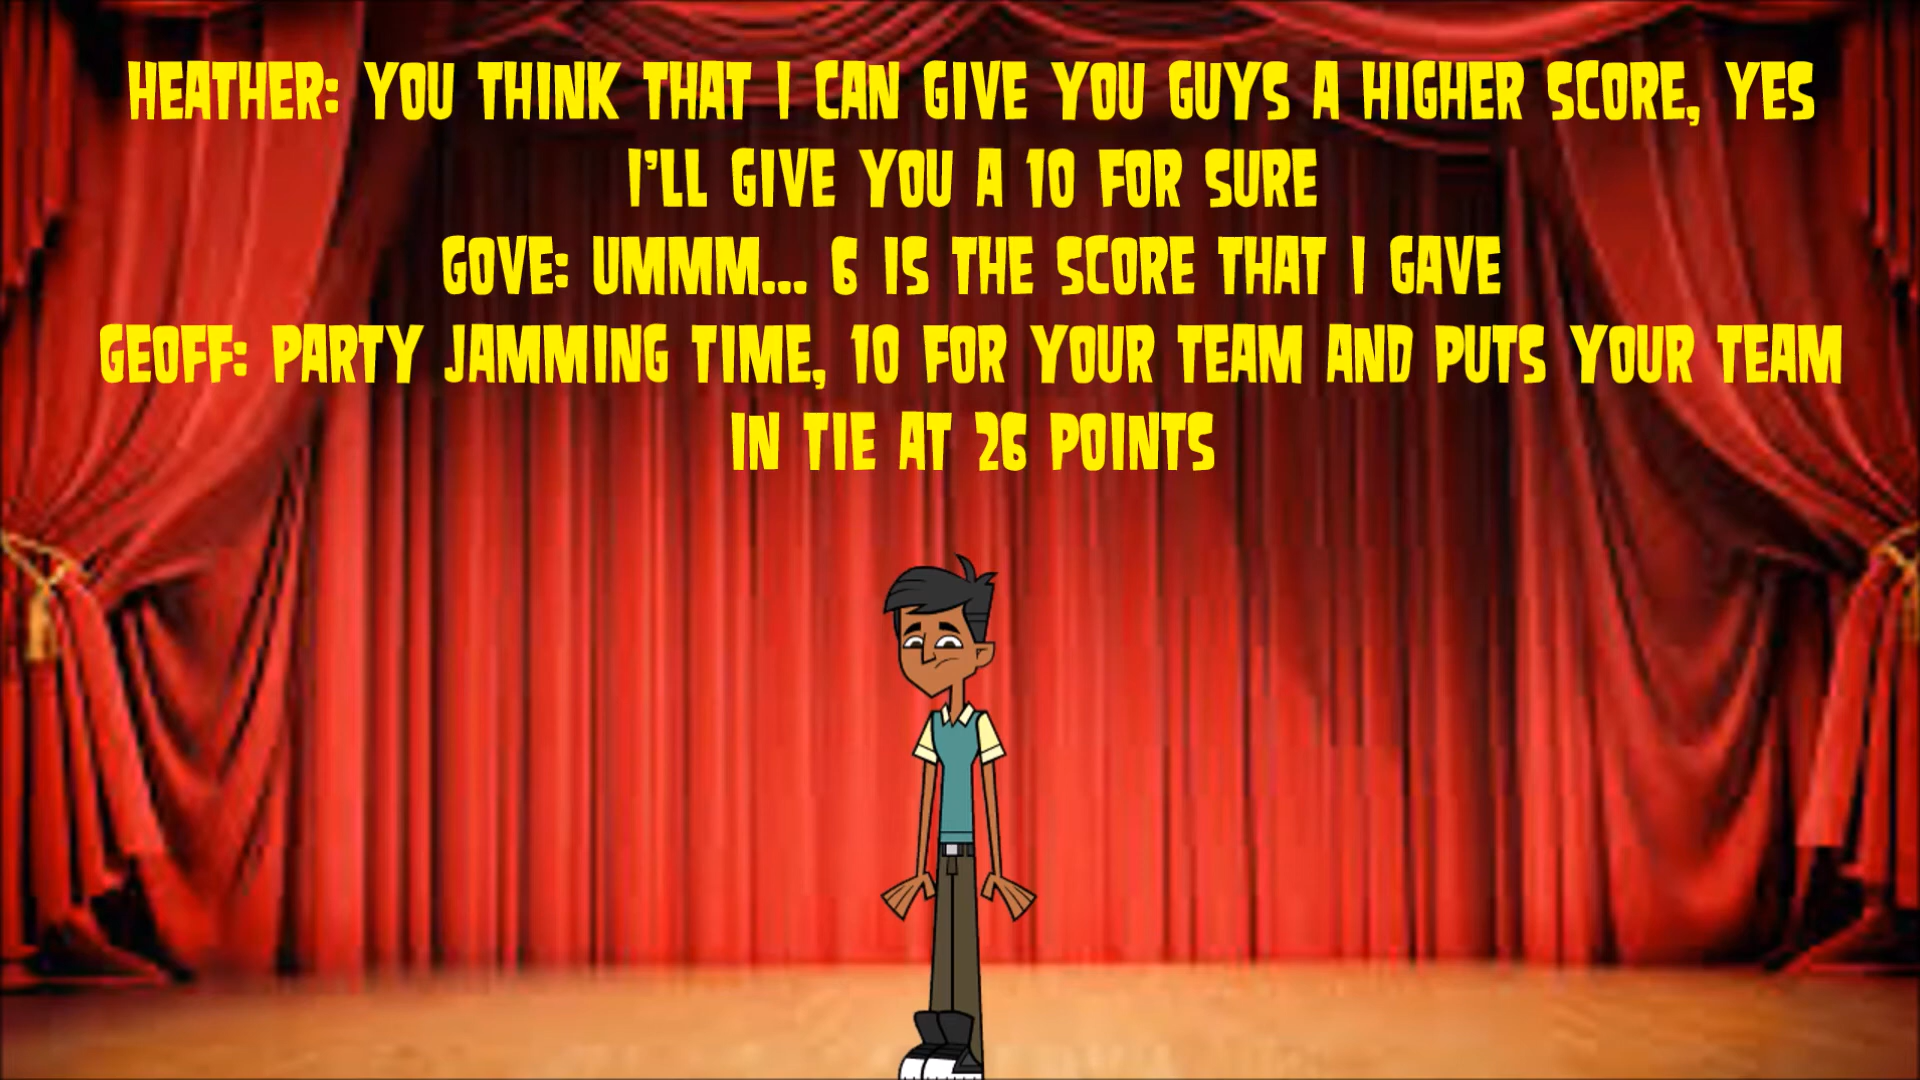 HEATHER: YOU THINK THAT I CAN GIVE YOU GUYS A HIGHER SCORE, YES
I'LL GIVE YOU A 10 FOR SURE
GOVE: UMMM... 6 IS THE SCORE THAT I GAVE
GEOFF: PARTY JAMMING TIME, 10 FOR YOUR TEAM AND PUTS YOUR TEAM
IN TIE AT 26 POINTS